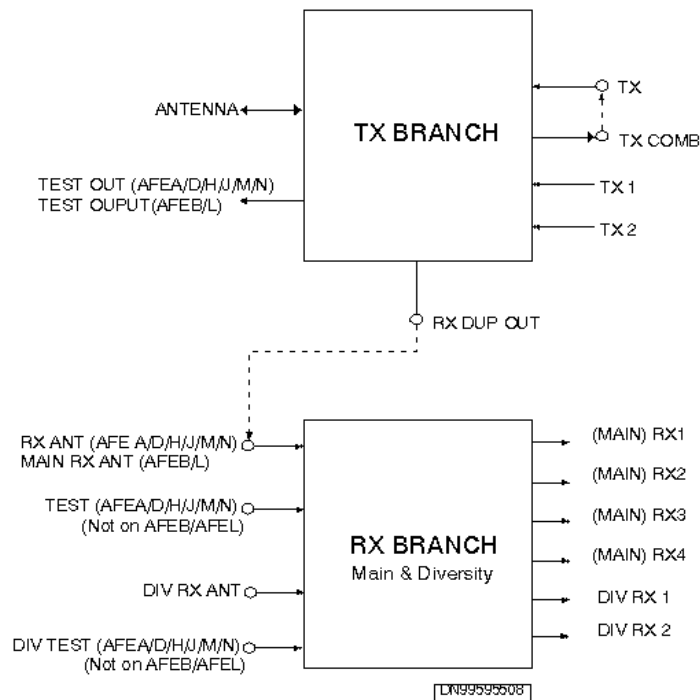 ANTENNA
TX BRANCH
TX
TX COMB
TEST OUT (AFEA/D/H/J/M/N)
TEST OUPUT(AFEB/L)
TX 1
TX 2
RX DUP OUT
RX ANT (AFE A/D/H/J/M/N)
MAIN RX ANT (AFEB/L)
TEST (AFEA/D/H/J/M/N)
(Not on AFEB/AFEL)
DIV RX ANT
DIV TEST (AFEA/D/H/J/M/N)
(Not on AFEB/AFEL)
RX BRANCH
Main & Diversity
(MAIN) RX1
(MAIN) RX2
(MAIN) RX3
(MAIN) RX4
DIV RX 1
DIV RX 2
DN99595508